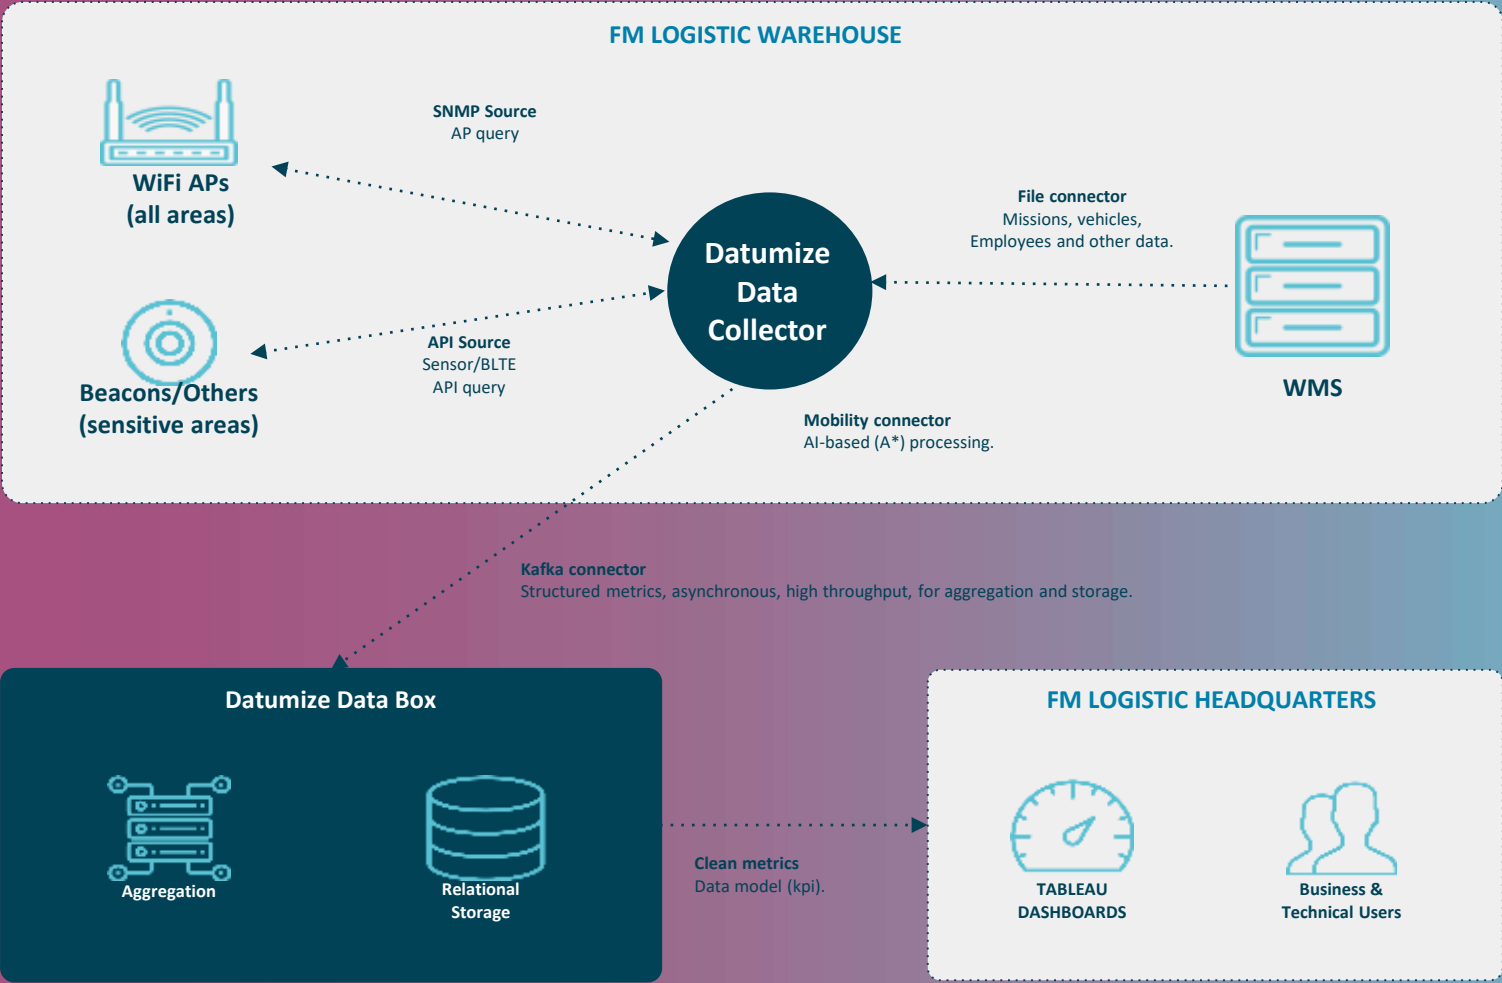 FM LOGISTIC WAREHOUSE
SNMP Source
AP query
WiFi APs
(all areas)
File connector
Missions, vehicles,
Employees and other data.
Datumize
Data
Collector
API Source
Sensor/BLTE
API query
Beacons/Others
(sensitive areas)
WMS
Mobility connector
AI-based (A*) processing.
Kafka connector
Structured metrics, asynchronous, high throughput, for aggregation and storage.
Datumize Data Box
Aggregation
Relational
Storage
Clean metrics
Data model (kpi).
FM LOGISTIC HEADQUARTERS
TABLEAU
DASHBOARDS
Business &
Technical Users